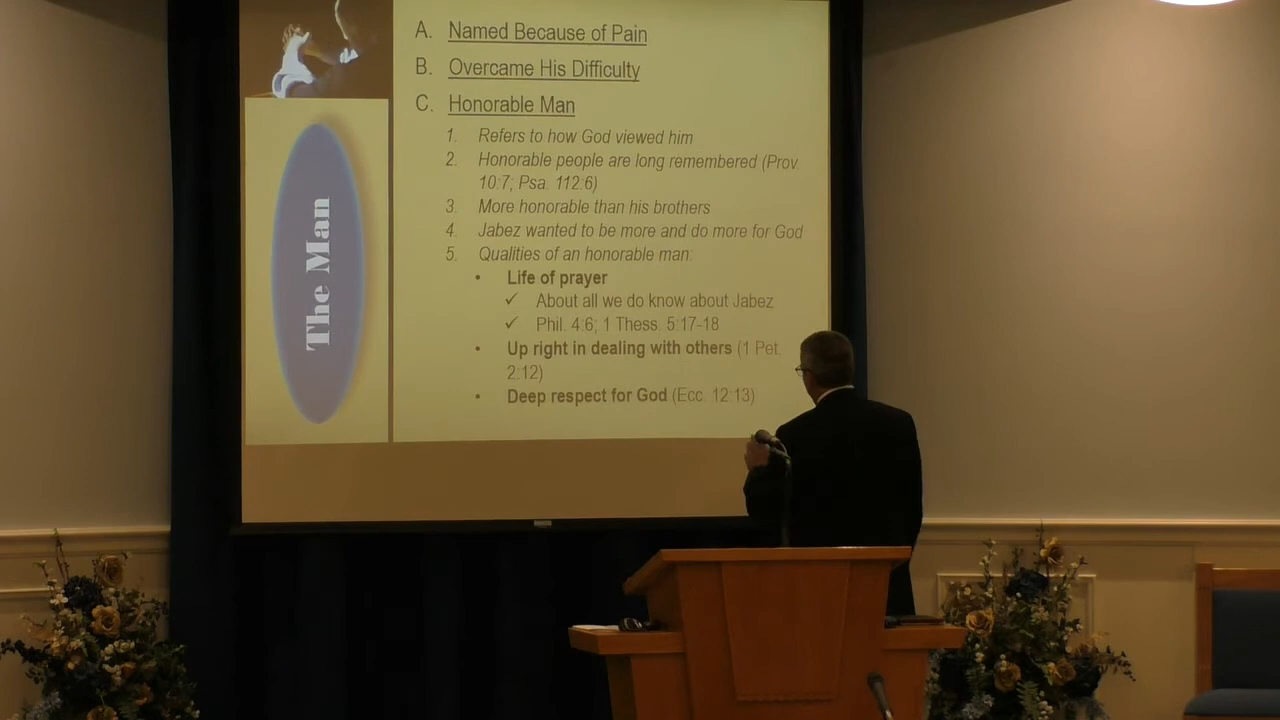 A. Named Because of Pain
B. Overcame His Difficulty
C. Honorable Man
1. Refers to how God viewed him
2. Honorable people are long remembered (Prov.
10:7; Psa. 112:6)
3. More honorable than his brothers
4. Jabez wanted to be more and do more for God
5. Qualities of an honorable man:
• Life of prayer
✓ About all we do know about Jabez
✓ Phil. 4:6; 1 Thess. 5:17-18
• Up right in dealing with others (1 Pet.
2:12)
• Deep respect for God (Ecc. 12:13)
The Man